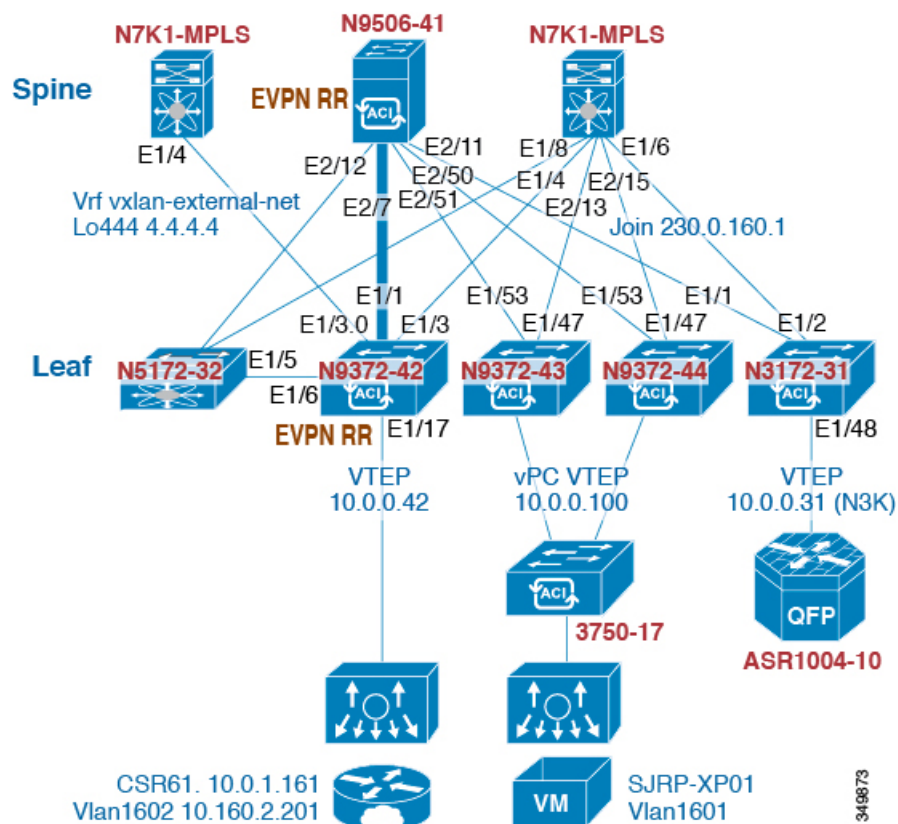 N7K1-MPLS
N9506-41
N7K1-MPLS
Spine
EVPN RR
ACI
E1/4
E2/12
E2/11
E1/8
E1/6
E2/50
E1/4
E2/15
E2/51
E2/7
E2/13
Vrf vxlan-external-net
Lo444 4.4.4.4
Join 230.0.160.1
E1/1
E1/53
E1/53
E1/1
E1/3.0
E1/3
E1/47
E1/47
E1/2
Leaf
N5172-32
E1/5
N9372-42
N9372-43
N9372-44
N3172-31
E1/6
ACI
ACI
ACI
ACI
EVPN RR
E1/17
E1/48
VTEP
10.0.0.42
vPC VTEP
10.0.0.100
VTEP
10.0.0.31 (N3K)
ACI
QFP
3750-17
ASR1004-10
CSR61. 10.0.1.161
Vlan1602 10.160.2.201
VM
SJRP-XP01
Vlan1601
349873